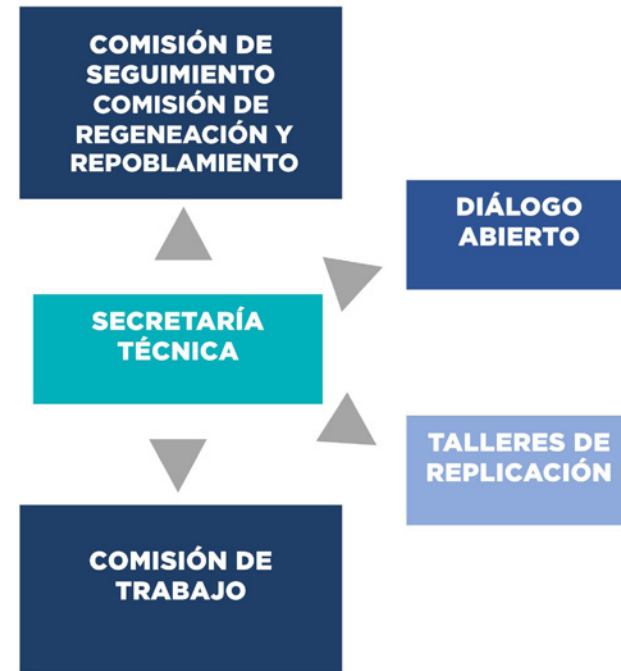 COMISIÓN DE
SEGUIMIENTO
COMISIÓN DE
REGENEACIÓN Y
REPOBLAMIENTO
DIÁLOGO
ABIERTO
SECRETARÍA
TÉCNICA
TALLERES DE
REPLICACIÓN
COMISIÓN DE
TRABAJO